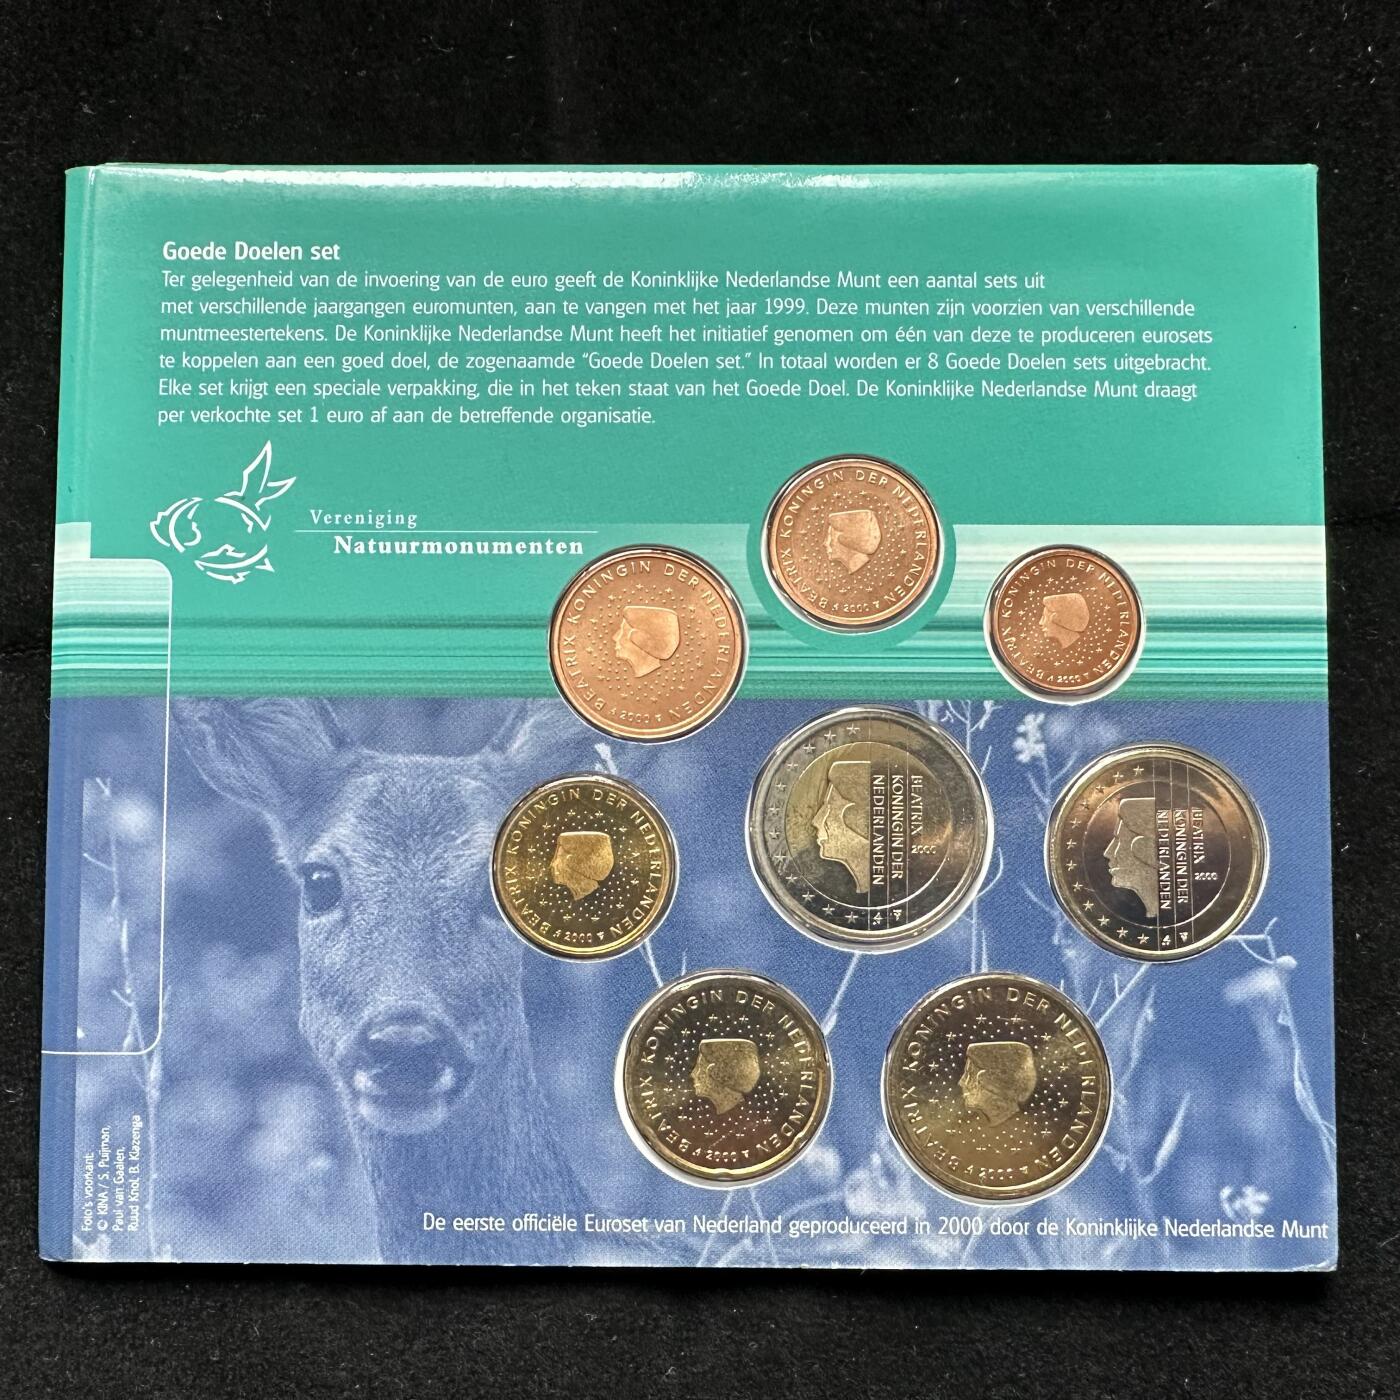 Goede Doelen set
Ter gelegenheid van de invoering van de euro geeft de Koninklijke Nederlandse Munt een aantal sets uit
met verschillende jaargangen euromunten, aan te vangen met het jaar 1999. Deze munten zijn voorzien van verschillende
muntmeestertekens. De Koninklijke Nederlandse Munt heeft het initiatief genomen om één van deze te produceren eurosets
te koppelen aan een goed doel, de zogenaamde "Goede Doelen set." In totaal worden er 8 Goede Doelen sets uitgebracht.
Elke set krijgt een speciale verpakking, die in het teken staat van het Goede Doel. De Koninklijke Nederlandse Munt draagt
per verkochte set 1 euro af aan de betreffende organisatie.
Vereniging
Natuurmonumenten
BEATRIX KONINGIN DER NEDERLANDEN
2000
BEATRIX KONINGIN DER NEDERLANDEN
2000
BEATRIX KONINGIN DER NEDERLANDEN
2000
BEATRIX KONINGIN DER NEDERLANDEN
2000
BEATRIX
KONINGIN DER
NEDERLANDEN
2000
BEATRIX
KONINGIN DER
NEDERLANDEN
2000
BEATRIX KONINGIN DER NEDERLANDEN
2000
BEATRIX KONINGIN DER NEDERLANDEN
2000
Foto's voorkant:
© KINA / S. Puijman,
Paul van Gaalen,
Ruud Knol, B. Klazenga
De eerste officiële Euroset van Nederland geproduceerd in 2000 door de Koninklijke Nederlandse Munt